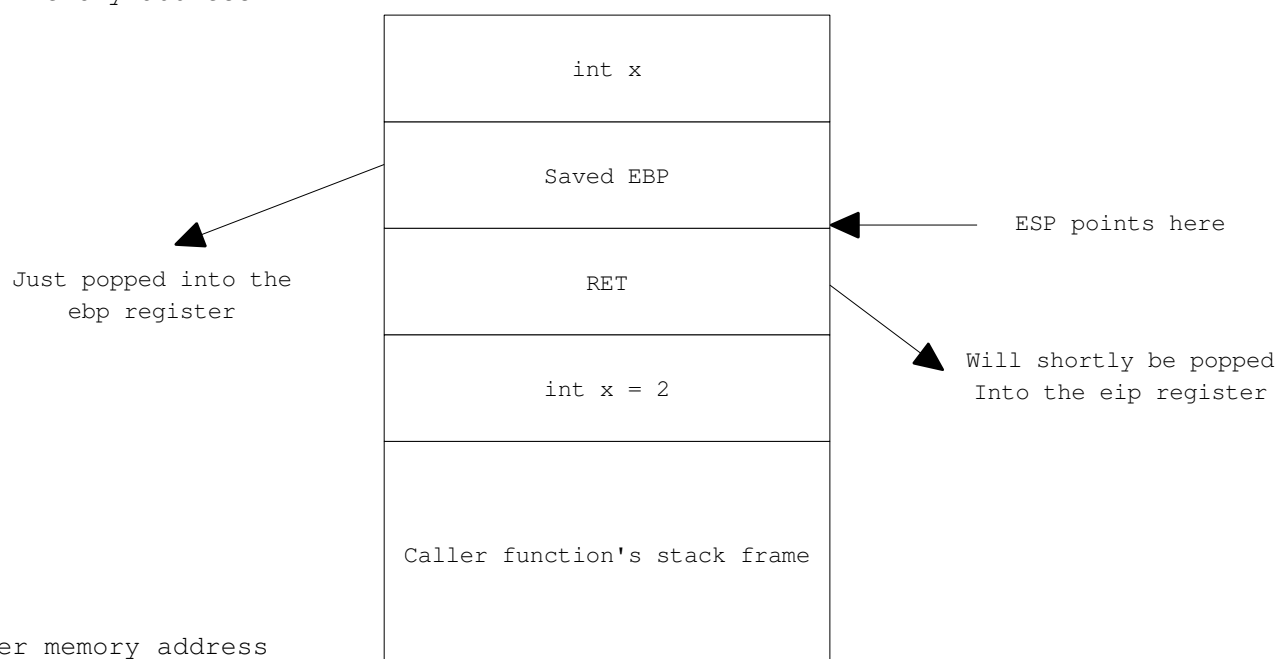 int x
Saved EBP
ESP points here
Just popped into the
ebp register
RET
Will shortly be popped
Into the eip register
int x = 2
Caller function's stack frame
memory address